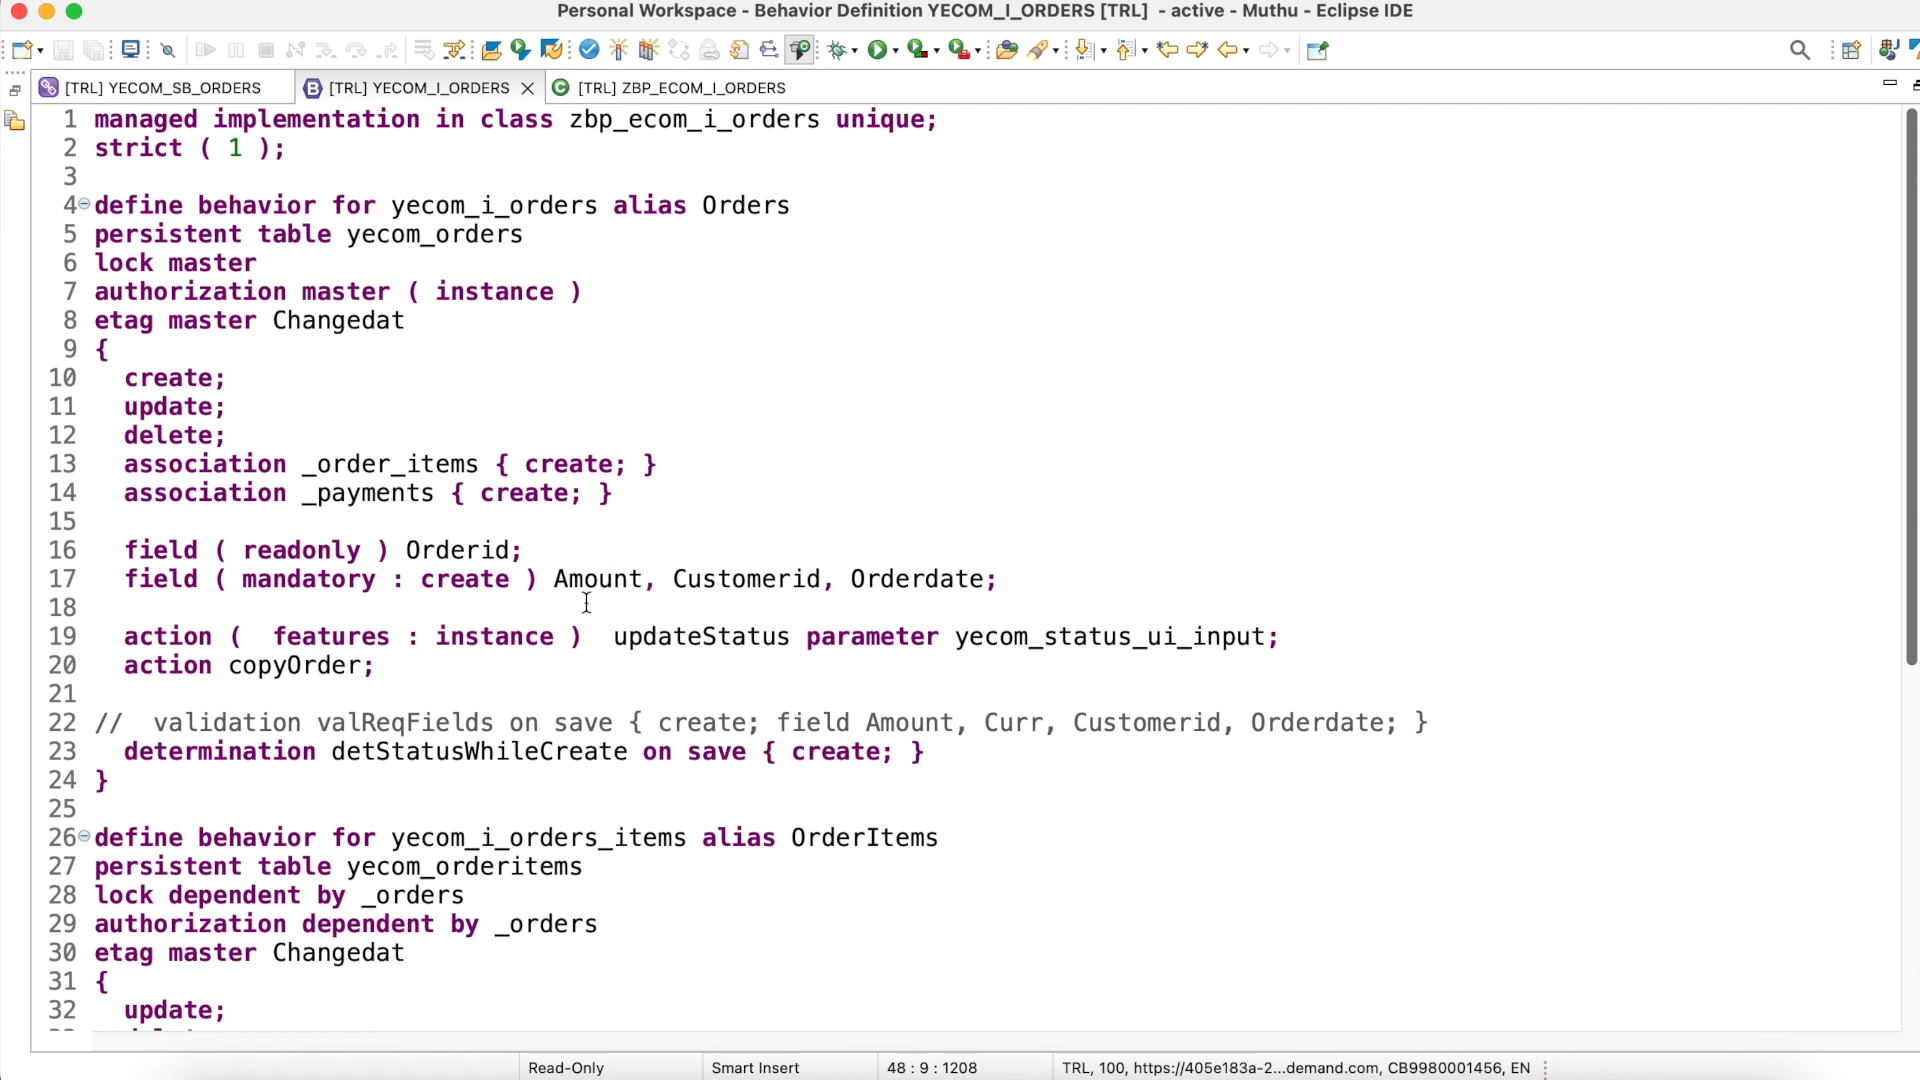 Personal Workspace - Behavior Definition YECOM_I_ORDERS [TRL] - active - Muthu - Eclipse IDE
[TRL] YECOM_SB_ORDERS
[TRL] YECOM_I_ORDERS
[TRL] ZBP_ECOM_I_ORDERS
1 managed implementation in class zbp_ecom_i_orders unique;
2 strict ( 1 );
3
4 define behavior for yecom_i_orders alias Orders
5 persistent table yecom_orders
6 lock master
7 authorization master ( instance )
8 etag master Changedat
9 {
10 create;
11 update;
12 delete;
13 association _order_items { create; }
14 association _payments { create; }
15
16 field ( readonly ) Orderid;
17 field ( mandatory : create ) Amount, Customerid, Orderdate;
18
19 action (  features : instance )  updateStatus parameter yecom_status_ui_input;
20 action copyOrder;
21
22 //  validation valReqFields on save { create; field Amount, Curr, Customerid, Orderdate; }
23 determination detStatusWhileCreate on save { create; }
24 }
25
26 define behavior for yecom_i_orders_items alias OrderItems
27 persistent table yecom_orderitems
28 lock dependent by _orders
29 authorization dependent by _orders
30 etag master Changedat
31 {
32 update;
Read-Only
Smart Insert
48 : 9 : 1208
TRL, 100, https://405e183a-2...demand.com, CB9980001456, EN